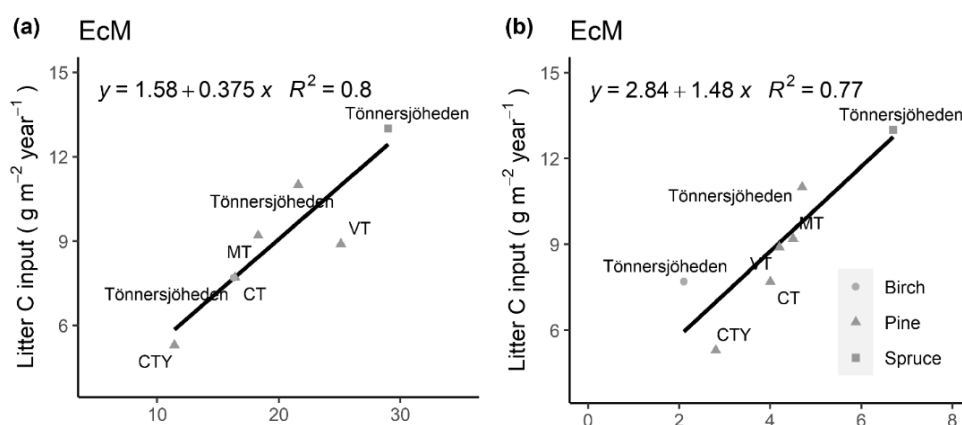 (a) EcM
y = 1.58 + 0.375 x R² = 0.8
Litter C input ( g m⁻² year⁻¹ )
15
12
9
6
Tönnersjöheden
Tönnersjöheden
VT
MT
Tönnersjöheden
CT
CTY
10 20 30
(b) EcM
y = 2.84 + 1.48 x R² = 0.77
Litter C input ( g m⁻² year⁻¹ )
15
12
9
6
Tönnersjöheden
Tönnersjöheden
MT
Tönnersjöheden
VT
CT
CTY
Birch
Pine
Spruce
0 2 4 6 8